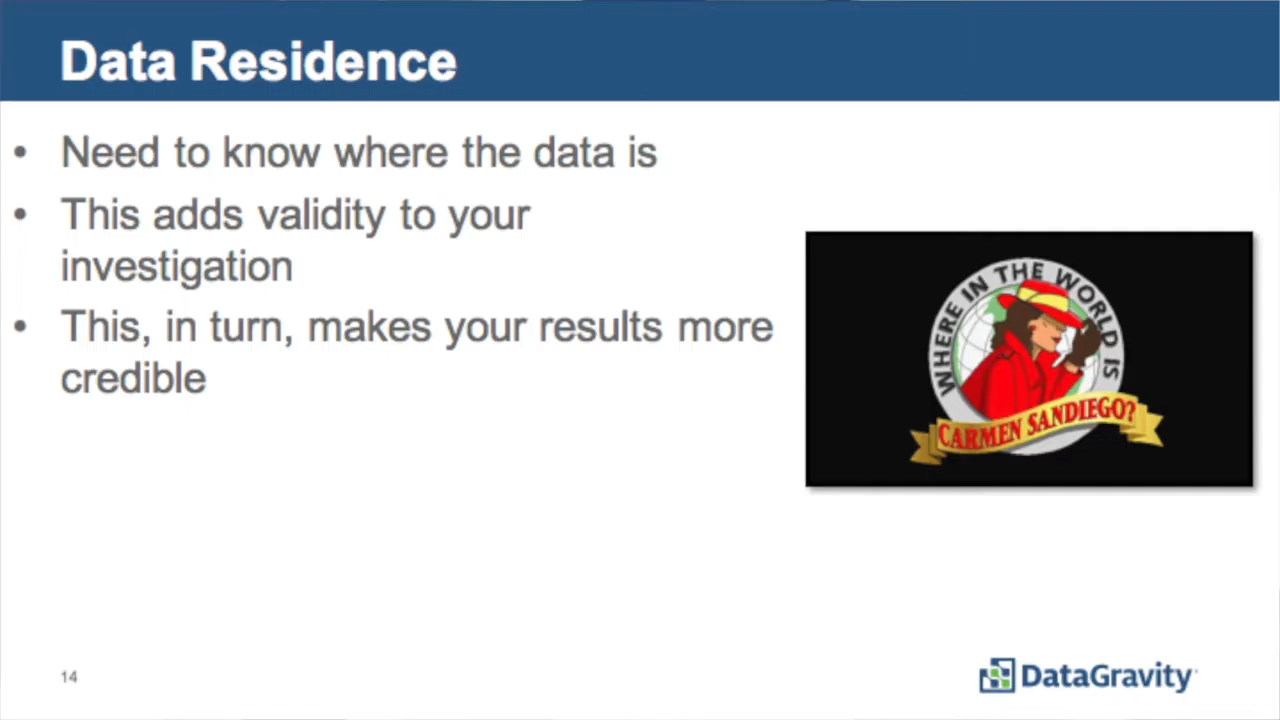 Data Residence
• Need to know where the data is
• This adds validity to your
investigation
• This, in turn, makes your results more
credible
WHERE IN THE WORLD IS
CARMEN SANDIEGO?
14
DataGravity